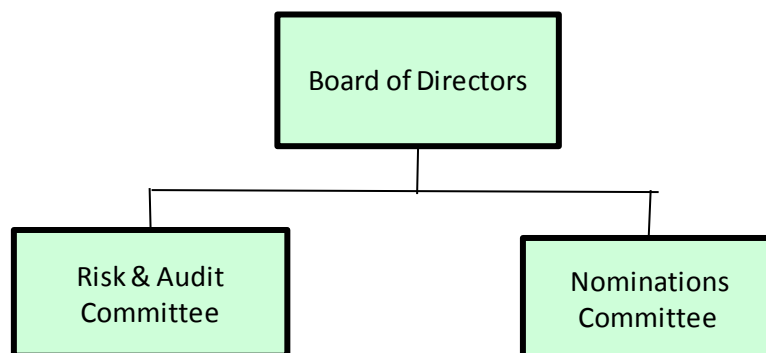 Board of Directors
Risk & Audit
Committee
Nominations
Committee